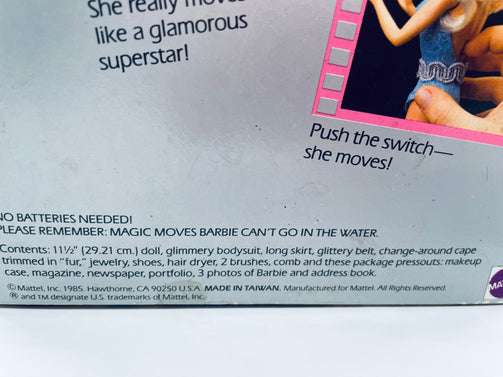 She really moves
like a glamorous
superstar!
Push the switch—
she moves!
NO BATTERIES NEEDED!
PLEASE REMEMBER: MAGIC MOVES BARBIE CAN'T GO IN THE WATER.
Contents: 11½" (29.21 cm.) doll, glimmery bodysuit, long skirt, glittery belt, change-around cape
trimmed in "fur," jewelry, shoes, hair dryer, 2 brushes, comb and these package pressouts: makeup
case, magazine, newspaper, portfolio, 3 photos of Barbie and address book.
© Mattel, Inc. 1985. Hawthorne, CA 90250 U.S.A. MADE IN TAIWAN. Manufactured for Mattel. All Rights Reserved.
® and TM designate U.S. trademarks of Mattel, Inc.